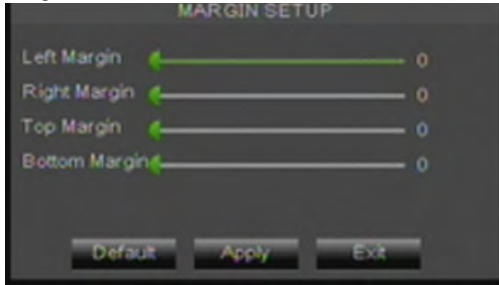 MARGIN SETUP
Left Margin 0
Right Margin 0
Top Margin 0
Bottom Margin 0
Default Apply Exit